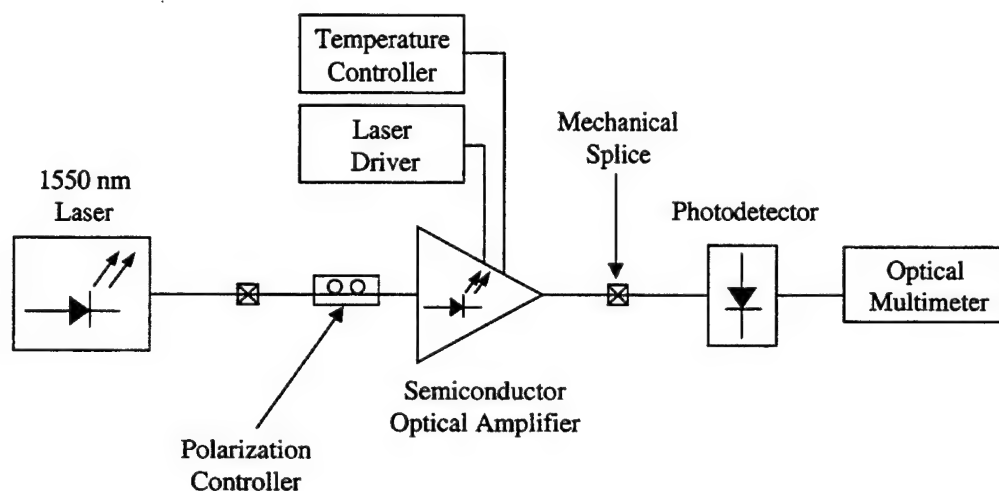 Temperature
Controller
Laser
Driver
Mechanical
Splice
1550 nm
Laser
Photodetector
Optical
Multimeter
Semiconductor
Optical Amplifier
Polarization
Controller